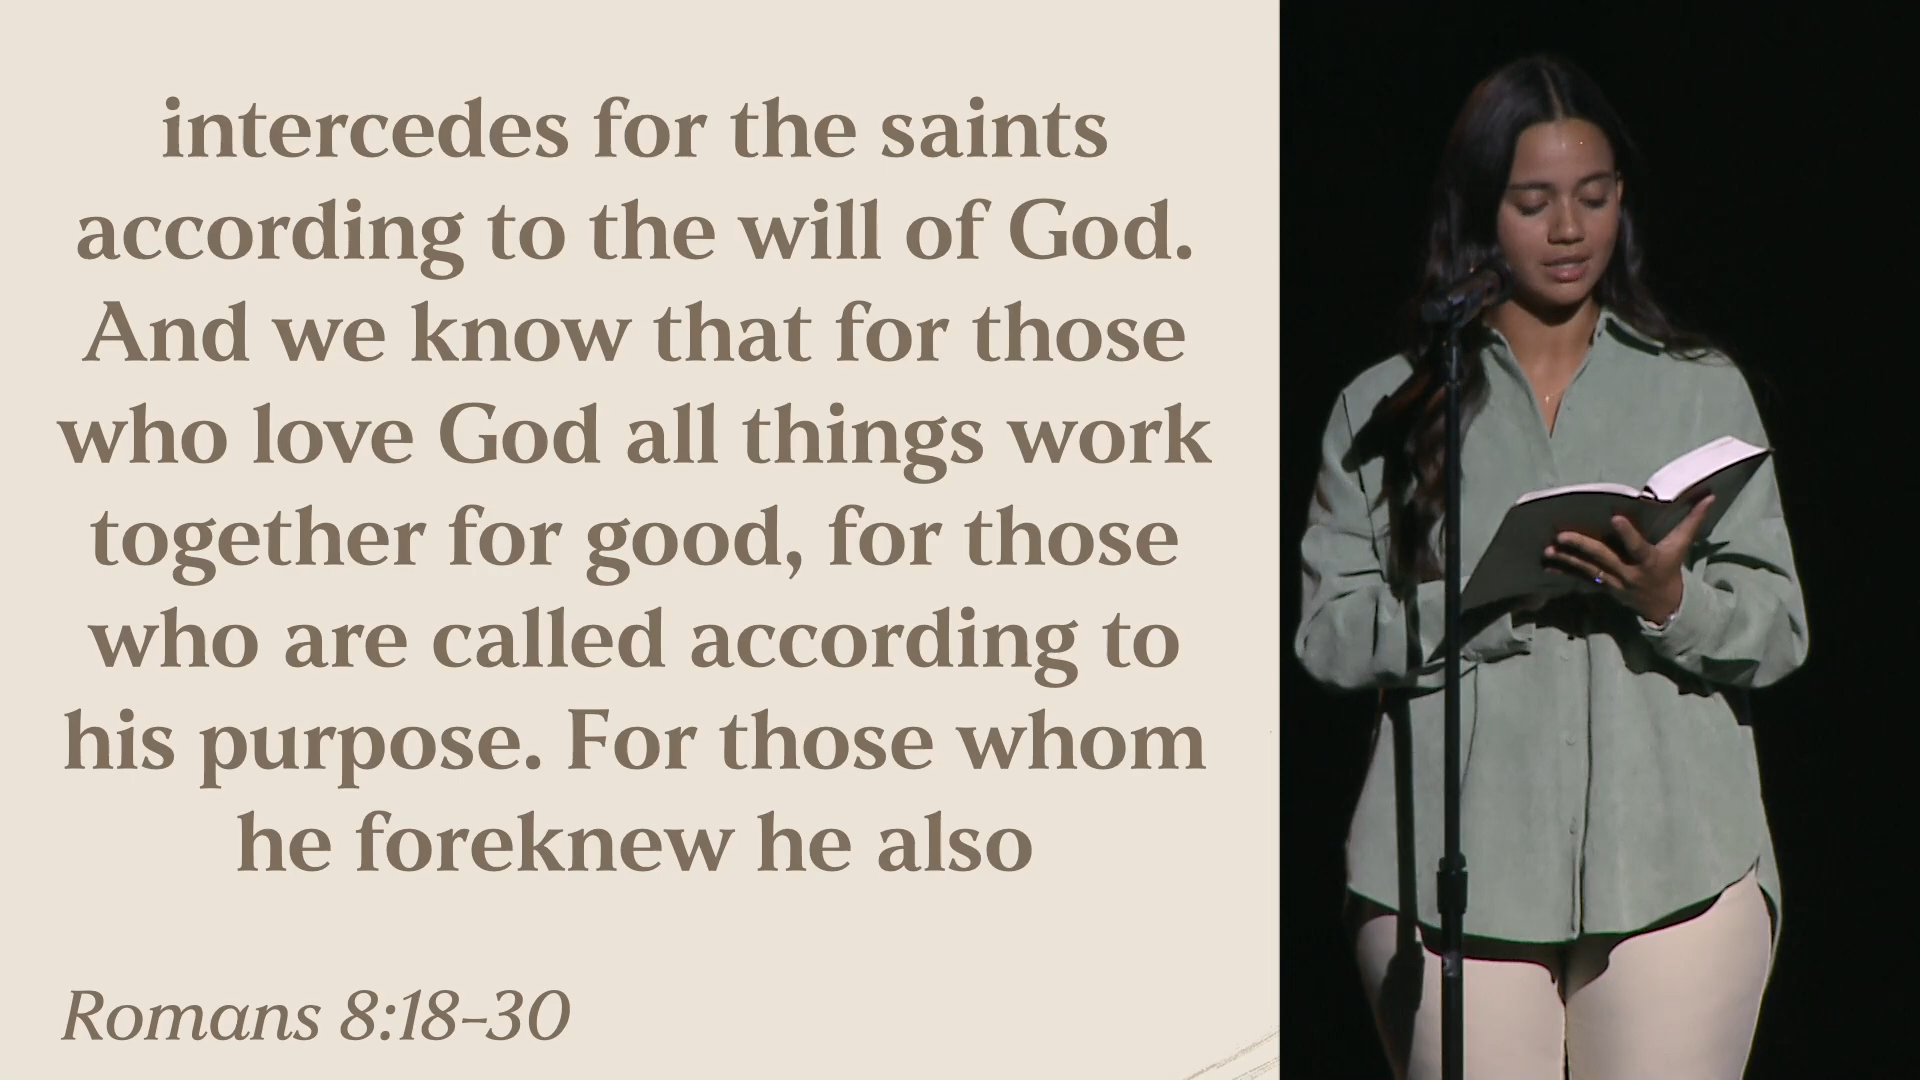 intercedes for the saints
according to the will of God.
And we know that for those
who love God all things work
together for good, for those
who are called according to
his purpose. For those whom
he foreknew he also
Romans 8:18–30